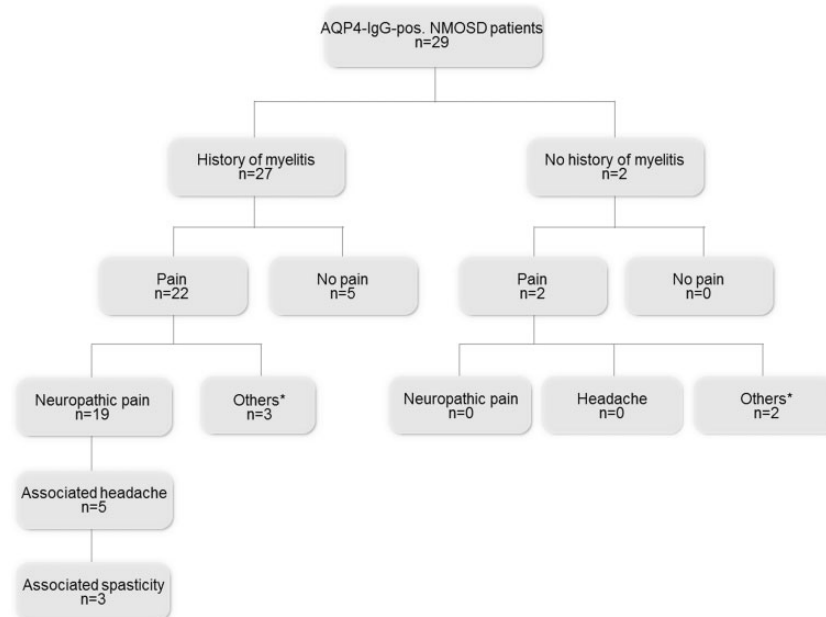 AQP4-IgG-pos. NMOSD patients
n=29
History of myelitis
n=27
No history of myelitis
n=2
Pain
n=22
No pain
n=5
Pain
n=2
No pain
n=0
Neuropathic pain
n=19
Others*
n=3
Neuropathic pain
n=0
Headache
n=0
Others*
n=2
Associated headache
n=5
Associated spasticity
n=3